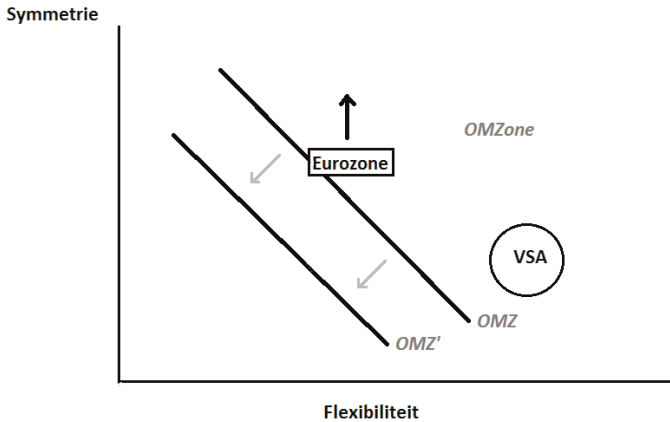 Symmetrie
OMZone
Eurozone
VSA
OMZ
OMZ'
Flexibiliteit